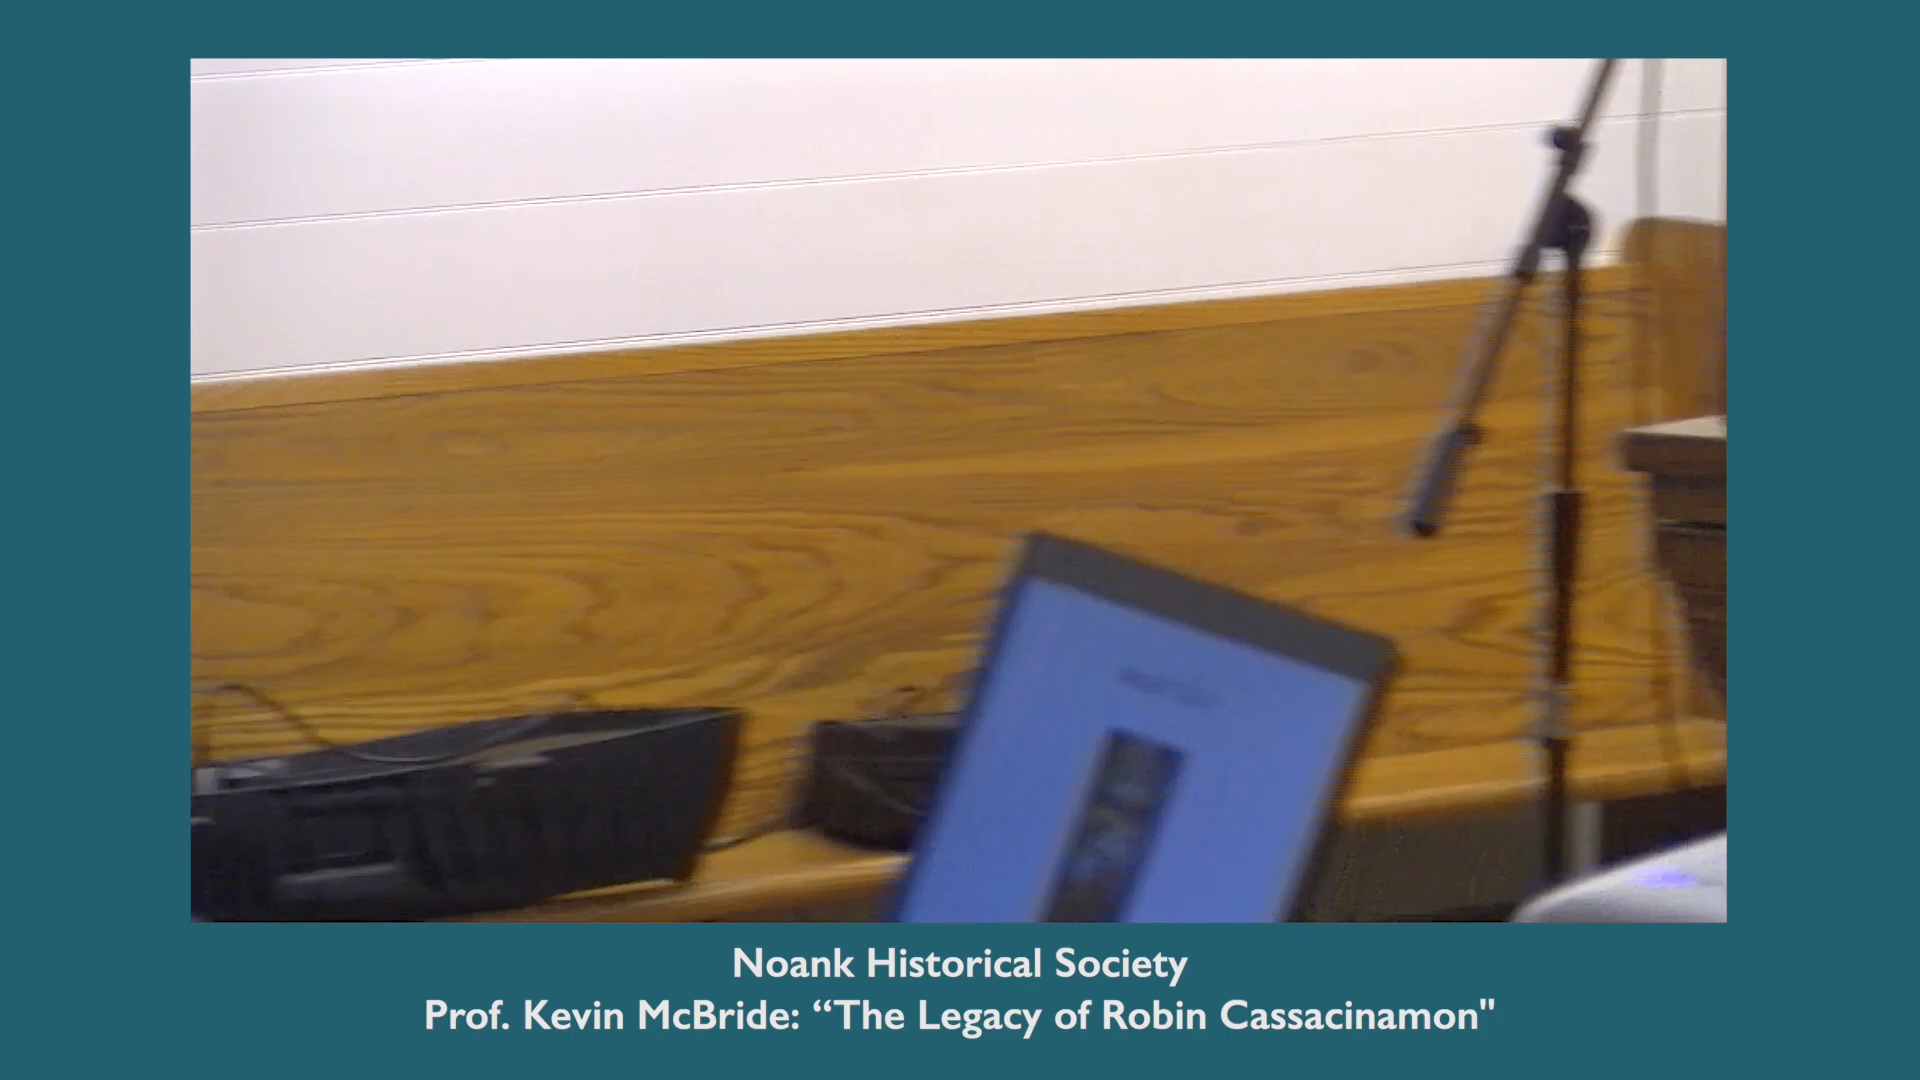 Noank Historical Society
Prof. Kevin McBride: “The Legacy of Robin Cassacinamon"